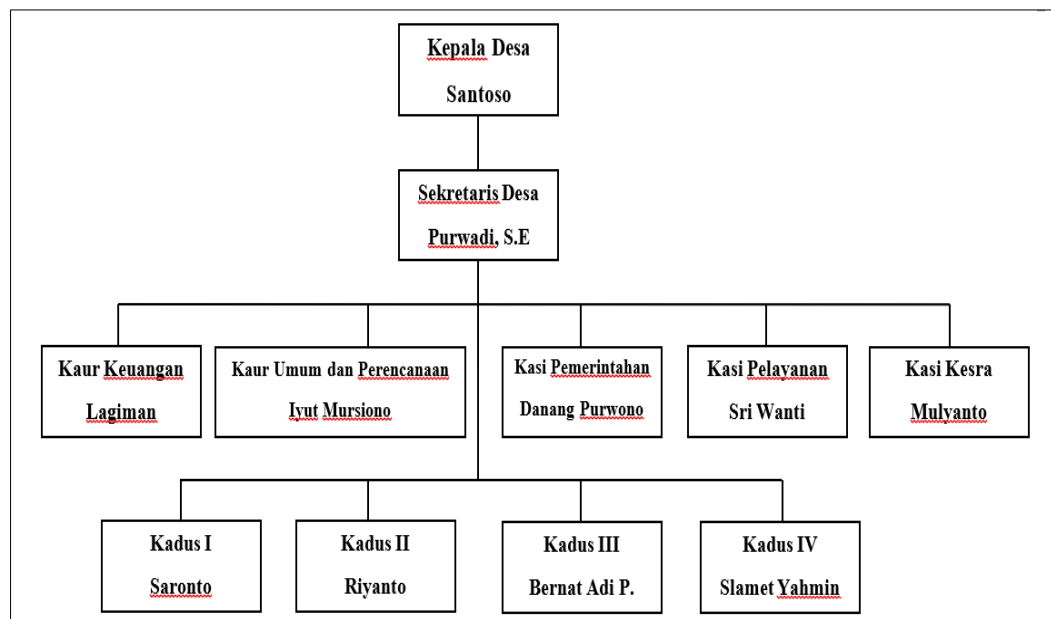 Kepala Desa
Santoso
Sekretaris Desa
Purwadi, S.E
Kaur Keuangan
Lagiman
Kaur Umum dan Perencanaan
Iyut Mursiono
Kasi Pemerintahan
Danang Purwono
Kasi Pelayanan
Sri Wanti
Kasi Kesra
Mulyanto
Kadus I
Saronto
Kadus II
Riyanto
Kadus III
Bernat Adi P.
Kadus IV
Slamet Yahmin